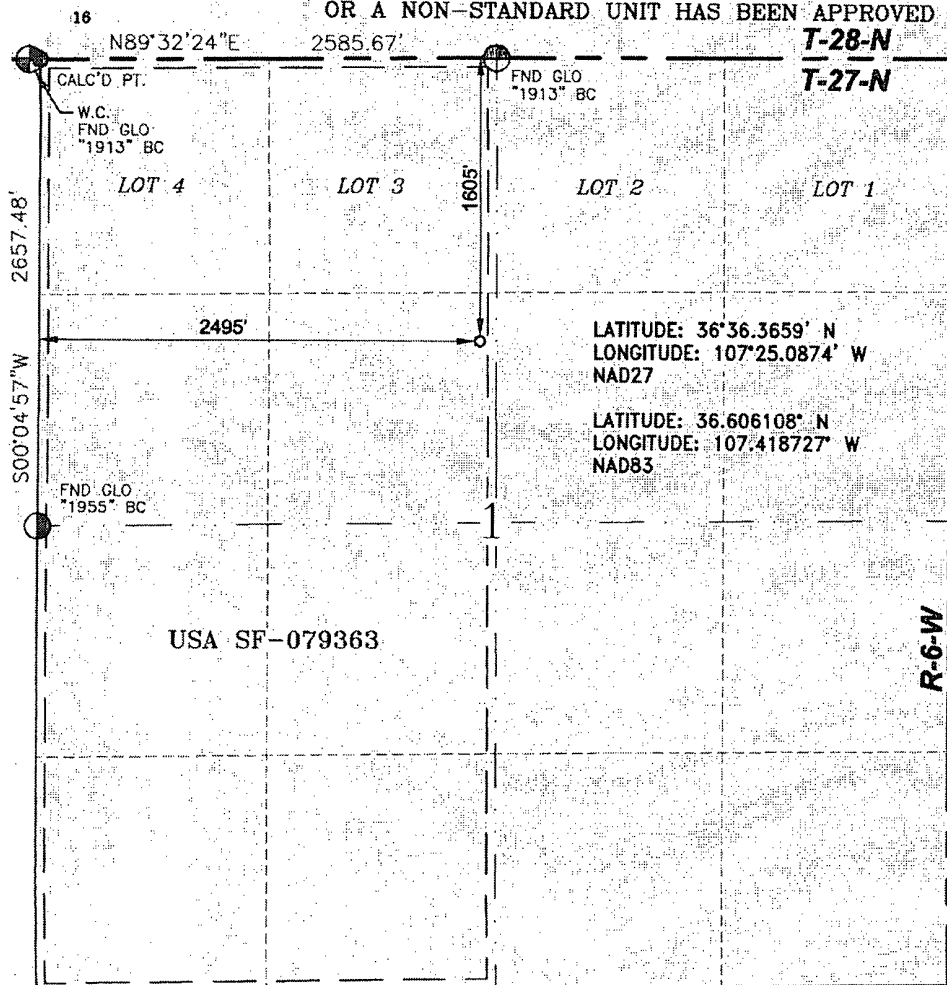 OR A NON-STANDARD UNIT HAS BEEN APPROVED
16
N89°32'24"E 2585.67'
T-28-N
T-27-N
CALC'D PT.
W.C.
FND GLO
"1913" BC
FND GLO
"1913" BC
LOT 4
LOT 3
LOT 2
LOT 1
1605'
2657.48'
S00°04'57"W
2495'
LATITUDE: 36°36.3659' N
LONGITUDE: 107°25.0874' W
NAD27
LATITUDE: 36.606108° N
LONGITUDE: 107.418727° W
NAD83
FND GLO
"1955" BC
1
USA SF-079363
R-6-W